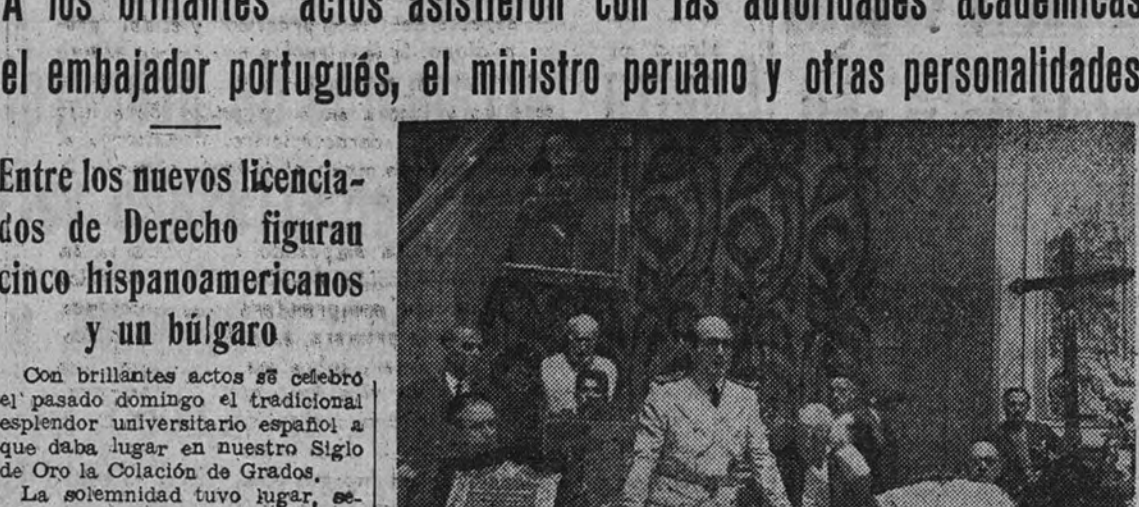 A los brillantes actos asistieron con las autoridades académicas
el embajador portugués, el ministro peruano y otras personalidades
Entre los nuevos licencia-
dos de Derecho figuran
cinco hispanoamericanos
y un búlgaro
Con brillantes actos se celebró
el pasado domingo el tradicional
esplendor universitario español a
que daba lugar en nuestro Siglo
de Oro la Colación de Grados.
La solemnidad tuvo lugar, se-